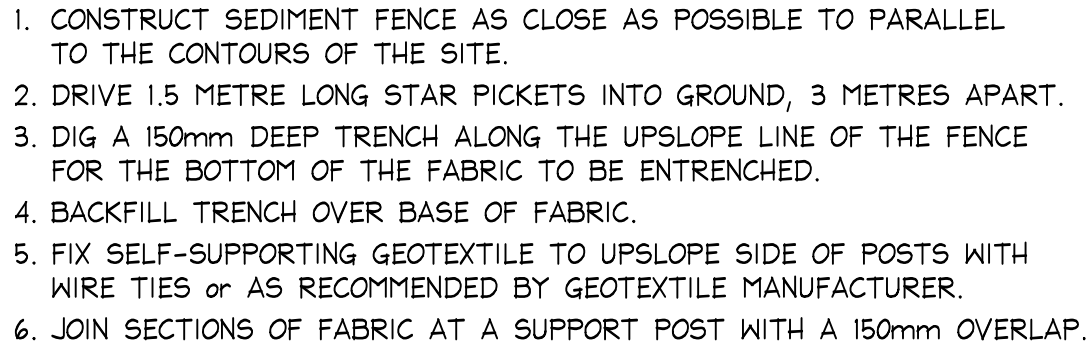 1. CONSTRUCT SEDIMENT FENCE AS CLOSE AS POSSIBLE TO PARALLEL
TO THE CONTOURS OF THE SITE.
2. DRIVE 1.5 METRE LONG STAR PICKETS INTO GROUND, 3 METRES APART.
3. DIG A 150mm DEEP TRENCH ALONG THE UPSLOPE LINE OF THE FENCE
FOR THE BOTTOM OF THE FABRIC TO BE ENTRENCHED.
4. BACKFILL TRENCH OVER BASE OF FABRIC.
5. FIX SELF-SUPPORTING GEOTEXTILE TO UPSLOPE SIDE OF POSTS WITH
WIRE TIES or AS RECOMMENDED BY GEOTEXTILE MANUFACTURER.
6. JOIN SECTIONS OF FABRIC AT A SUPPORT POST WITH A 150mm OVERLAP.